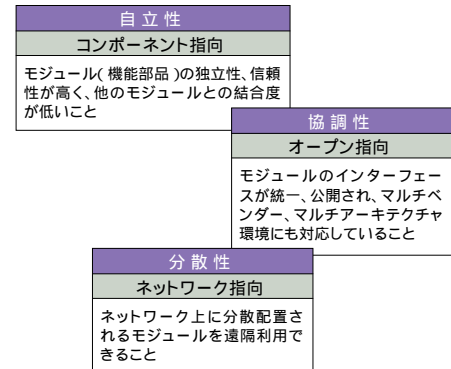 自立性
コンポーネント指向
モジュール(機能部品)の独立性、信頼
性が高く、他のモジュールとの結合度
が低いこと
協調性
オープン指向
モジュールのインターフェー
スが統一、公開され、マルチベ
ンダー、マルチアーキテクチャ
環境にも対応していること
分散性
ネットワーク指向
ネットワーク上に分散配置さ
れるモジュールを遠隔利用で
きること